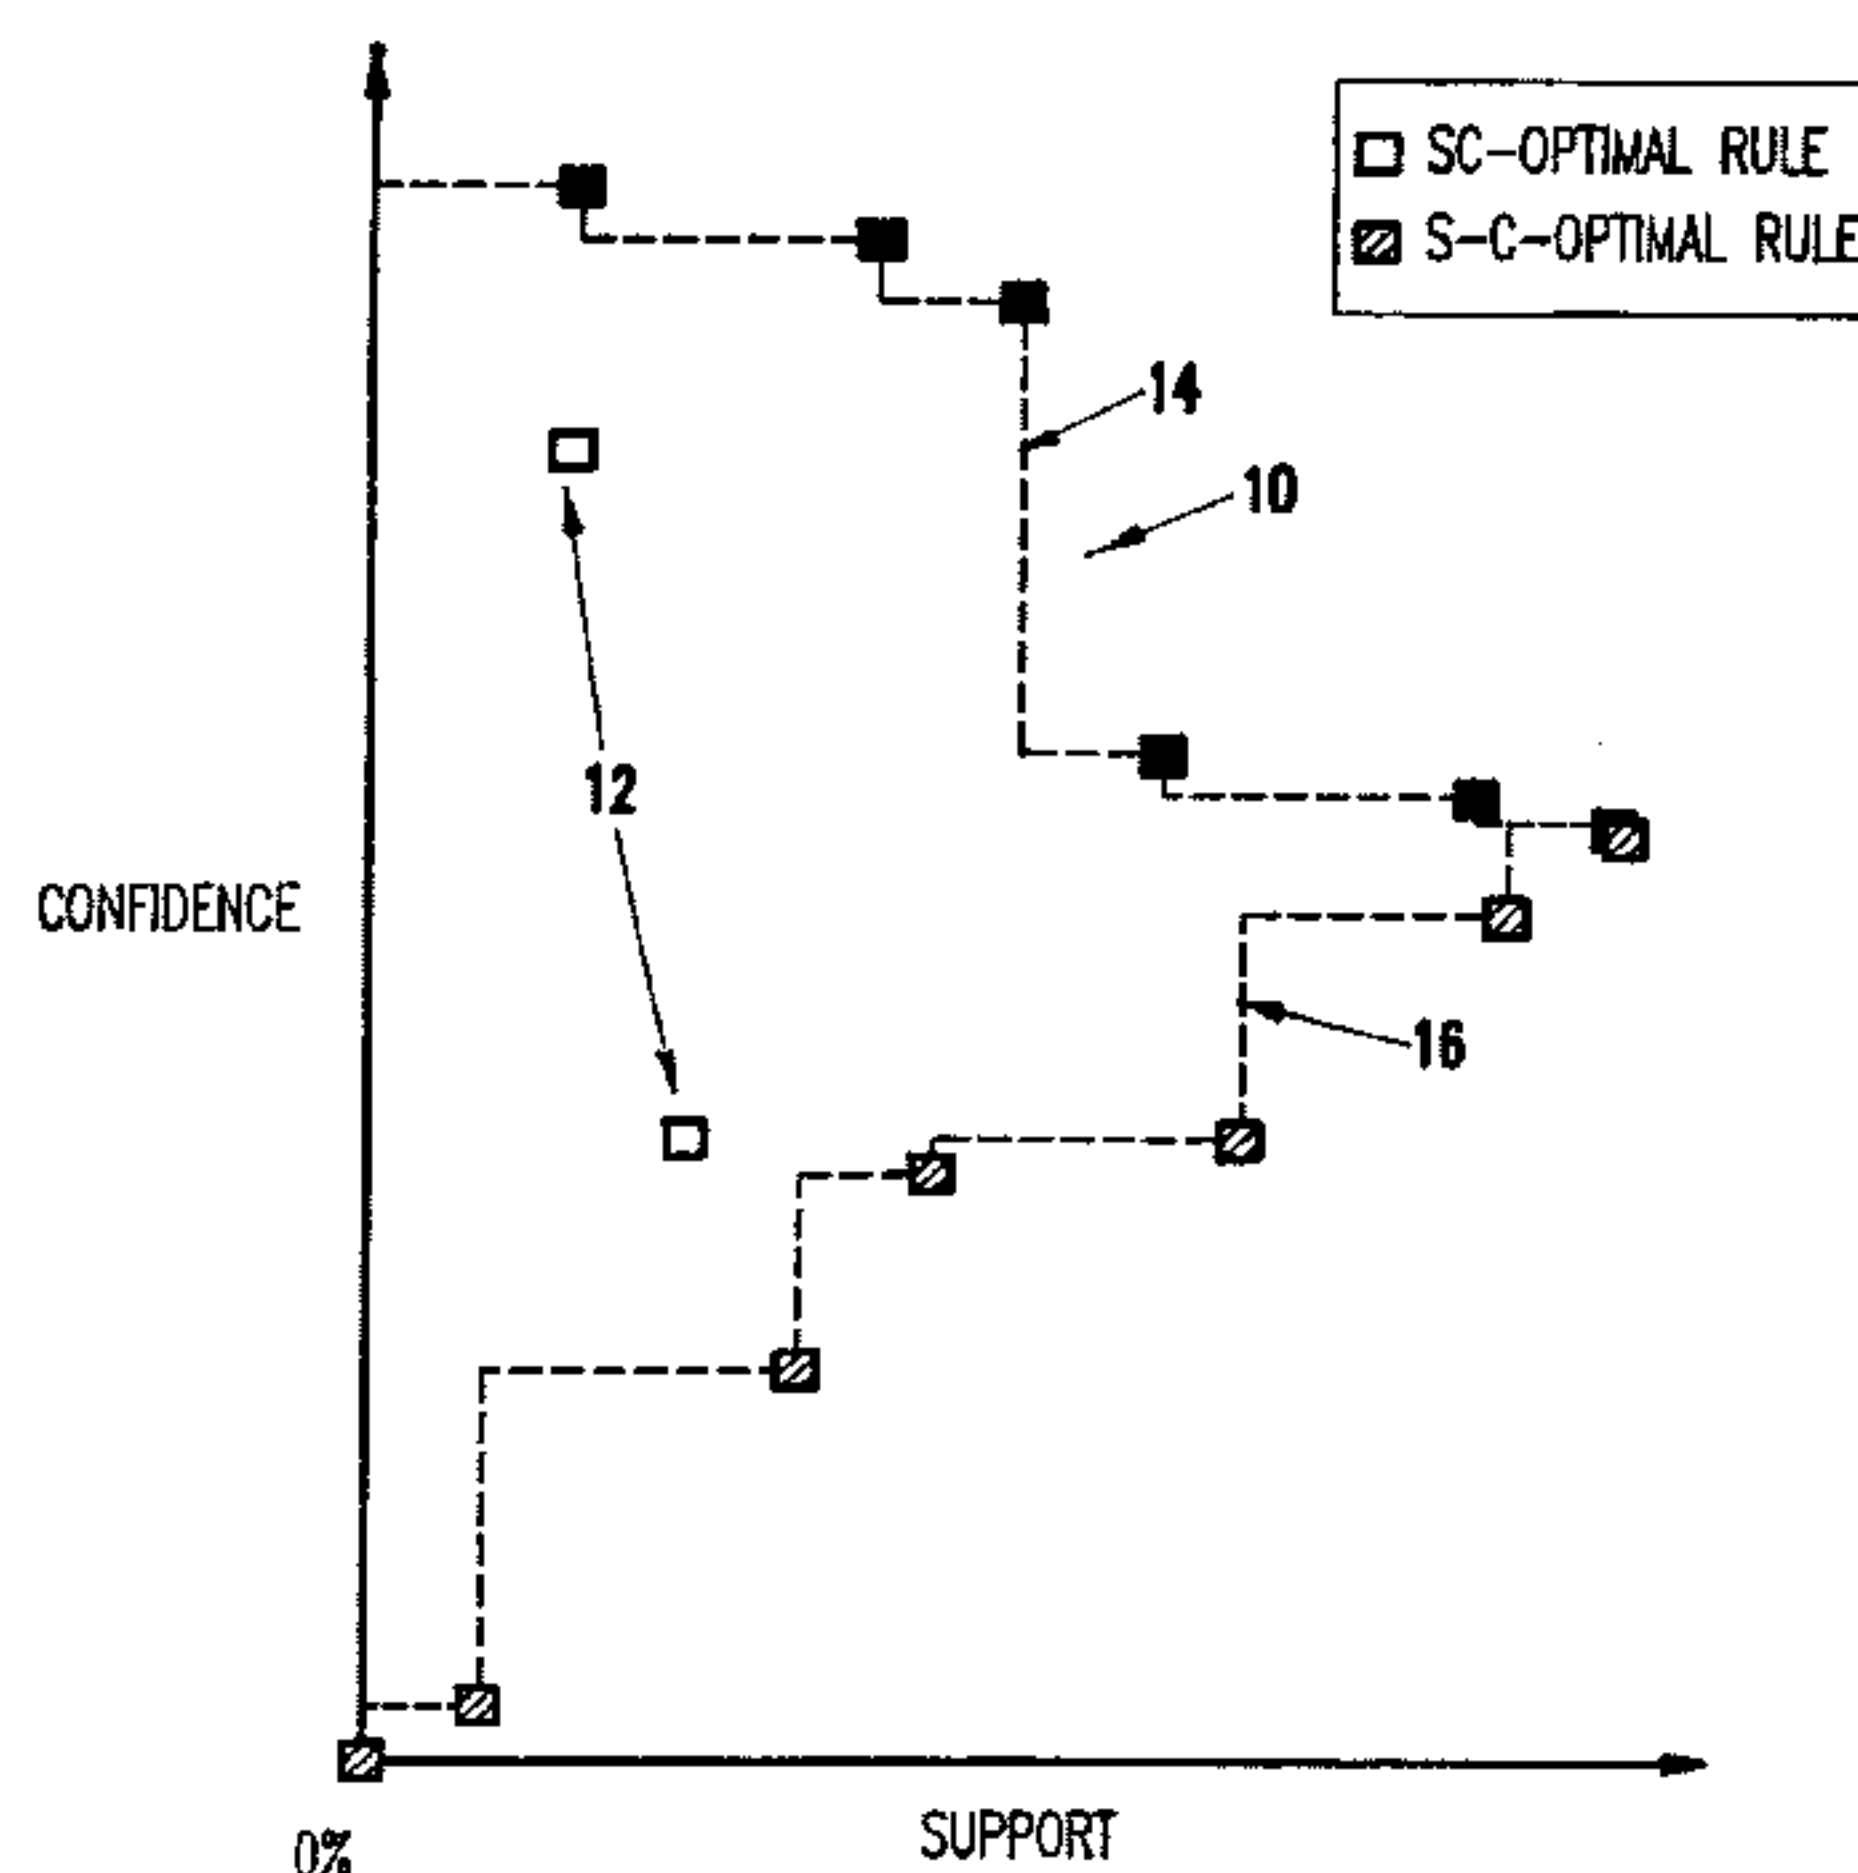 SC-OPTIMAL RULE
S-C-OPTIMAL RULE
14
10
12
CONFIDENCE
16
SUPPORT
0%